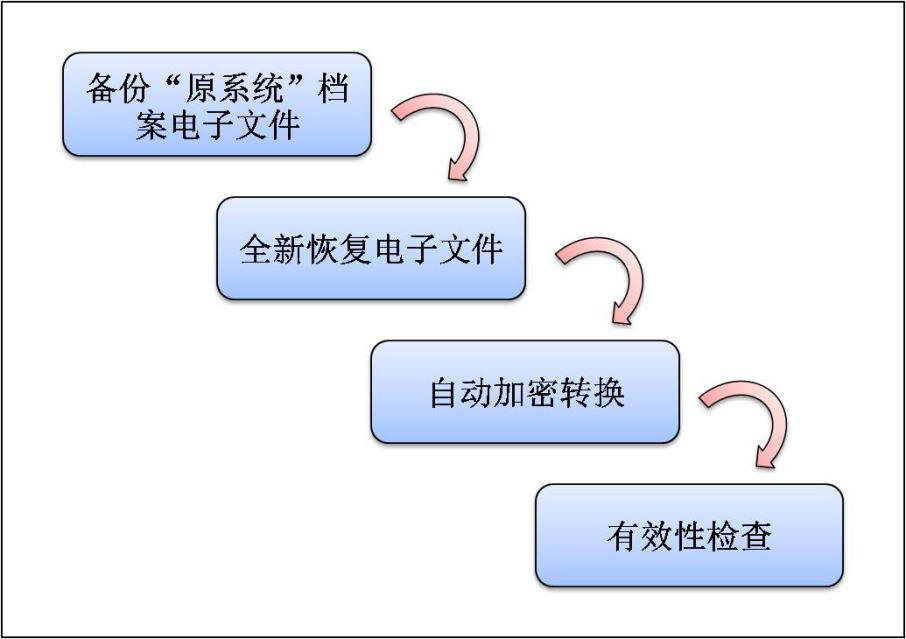 备份“原系统”档
案电子文件
全新恢复电子文件
自动加密转换
有效性检查